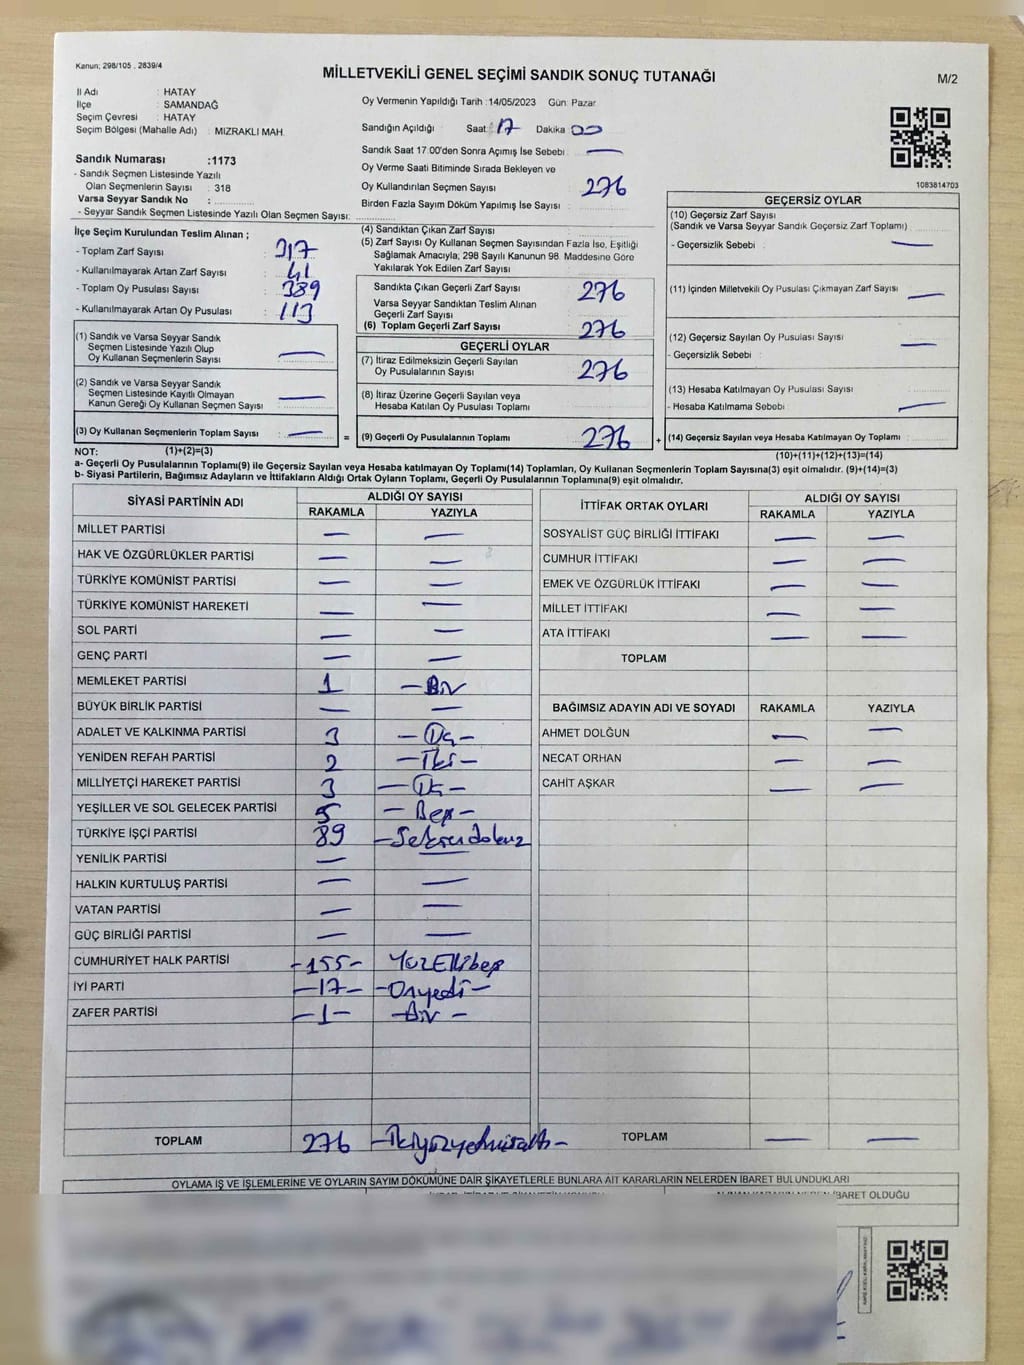 Kanun; 298/105 , 2839/4
MİLLETVEKİLİ GENEL SEÇİMİ SANDIK SONUÇ TUTANAĞI
M/2
İl Adı : HATAY
İlçe : SAMANDAĞ
Seçim Çevresi : HATAY
Seçim Bölgesi (Mahalle Adı) : MIZRAKLI MAH.
Sandık Numarası :1173
- Sandık Seçmen Listesinde Yazılı
Olan Seçmenlerin Sayısı : 318
Varsa Seyyar Sandık No :
- Seyyar Sandık Seçmen Listesinde Yazılı Olan Seçmen Sayısı:
Oy Vermenin Yapıldığı Tarih :14/05/2023 Gün: Pazar
Sandığın Açıldığı Saat: 17 Dakika 00
Sandık Saat 17.00'den Sonra Açımış İse Sebebi : —
Oy Verme Saati Bitiminde Sırada Bekleyen ve
Oy Kullandırılan Seçmen Sayısı : 276
Birden Fazla Sayım Döküm Yapılmış İse Sayısı :
1083814703
İlçe Seçim Kurulundan Teslim Alınan ;
- Toplam Zarf Sayısı : 317
- Kullanılmayarak Artan Zarf Sayısı : 41
- Toplam Oy Pusulası Sayısı : 389
- Kullanılmayarak Artan Oy Pusulası : 113
(1) Sandık ve Varsa Seyyar Sandık
Seçmen Listesinde Yazılı Olup
Oy Kullanan Seçmenlerin Sayısı : —
(2) Sandık ve Varsa Seyyar Sandık
Seçmen Listesinde Kayıtlı Olmayan
Kanun Gereği Oy Kullanan Seçmen Sayısı : —
(3) Oy Kullanan Seçmenlerin Toplam Sayısı : —
(4) Sandıktan Çıkan Zarf Sayısı :
(5) Zarf Sayısı Oy Kullanan Seçmen Sayısından Fazla İse, Eşitliği
Sağlamak Amacıyla; 298 Sayılı Kanunun 98. Maddesine Göre
Yakılarak Yok Edilen Zarf Sayısı :
Sandıkta Çıkan Geçerli Zarf Sayısı : 276
Varsa Seyyar Sandıktan Teslim Alınan
Geçerli Zarf Sayısı :
(6) Toplam Geçerli Zarf Sayısı : 276
GEÇERLİ OYLAR
(7) İtiraz Edilmeksizin Geçerli Sayılan
Oy Pusulalarının Sayısı : 276
(8) İtiraz Üzerine Geçerli Sayılan veya
Hesaba Katılan Oy Pusulası Toplamı :
= (9) Geçerli Oy Pusulalarının Toplamı : 276
GEÇERSİZ OYLAR
(10) Geçersiz Zarf Sayısı
(Sandık ve Varsa Seyyar Sandık Geçersiz Zarf Toplamı) :
- Geçersizlik Sebebi : —
(11) İçinden Milletvekili Oy Pusulası Çıkmayan Zarf Sayısı : —
(12) Geçersiz Sayılan Oy Pusulası Sayısı : —
- Geçersizlik Sebebi :
(13) Hesaba Katılmayan Oy Pusulası Sayısı :
- Hesaba Katılmama Sebebi : —
+ (14) Geçersiz Sayılan veya Hesaba Katılmayan Oy Toplamı :
NOT: (1)+(2)=(3)
(10)+(11)+(12)+(13)=(14)
a- Geçerli Oy Pusulalarının Toplamı(9) ile Geçersiz Sayılan veya Hesaba katılmayan Oy Toplamı(14) Toplamları, Oy Kullanan Seçmenlerin Toplam Sayısına(3) eşit olmalıdır. (9)+(14)=(3)
b- Siyasi Partilerin, Bağımsız Adayların ve İttifakların Aldığı Ortak Oyların Toplamı, Geçerli Oy Pusulalarının Toplamına(9) eşit olmalıdır.
SİYASİ PARTİNİN ADI ALDIĞI OY SAYISI
RAKAMLA YAZIYLA
MİLLET PARTİSİ — —
HAK VE ÖZGÜRLÜKLER PARTİSİ — —
TÜRKİYE KOMÜNİST PARTİSİ — —
TÜRKİYE KOMÜNİST HAREKETİ — —
SOL PARTİ — —
GENÇ PARTİ — —
MEMLEKET PARTİSİ 1 — Bir
BÜYÜK BİRLİK PARTİSİ — —
ADALET VE KALKINMA PARTİSİ 3 — Üç —
YENİDEN REFAH PARTİSİ 2 — İki —
MİLLİYETÇİ HAREKET PARTİSİ 3 — Üç —
YEŞİLLER VE SOL GELECEK PARTİSİ 5 — Beş —
TÜRKİYE İŞÇİ PARTİSİ 89 — Seksendokuz
YENİLİK PARTİSİ —
HALKIN KURTULUŞ PARTİSİ — —
VATAN PARTİSİ — —
GÜÇ BİRLİĞİ PARTİSİ — —
CUMHURİYET HALK PARTİSİ -155- YüzEllibeş
İYİ PARTİ -17- -Onyedi-
ZAFER PARTİSİ -1- -Bir-
TOPLAM 276 -İkiyüzyetmişaltı-
İTTİFAK ORTAK OYLARI ALDIĞI OY SAYISI
RAKAMLA YAZIYLA
SOSYALİST GÜÇ BİRLİĞİ İTTİFAKI — —
CUMHUR İTTİFAKI — —
EMEK VE ÖZGÜRLÜK İTTİFAKI — —
MİLLET İTTİFAKI — —
ATA İTTİFAKI — —
TOPLAM
BAĞIMSIZ ADAYIN ADI VE SOYADI RAKAMLA YAZIYLA
AHMET DOLĞUN — —
NECAT ORHAN — —
CAHİT AŞKAR — —
TOPLAM — —
OYLAMA İŞ VE İŞLEMLERİNE VE OYLARIN SAYIM DÖKÜMÜNE DAİR ŞİKAYETLERLE BUNLARA AİT KARARLARIN NELERDEN İBARET BULUNDUKLARI
İBARET OLDUĞU